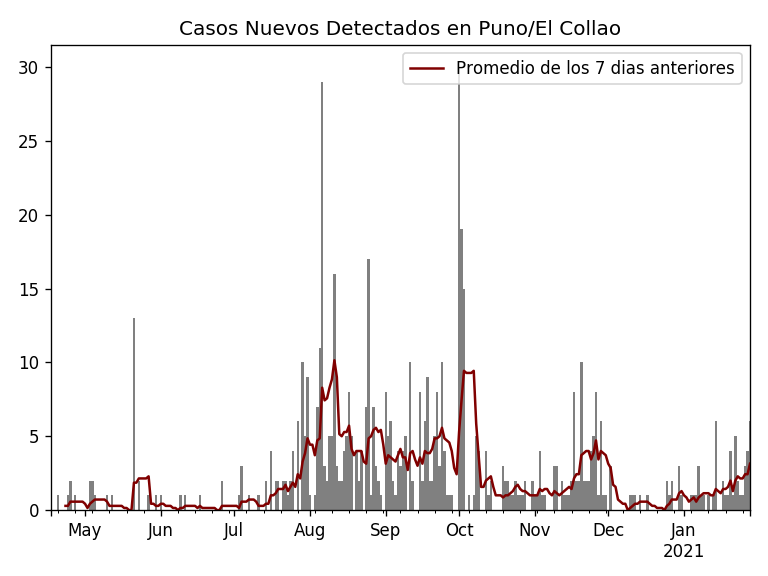 Casos Nuevos Detectados en Puno/El Collao
Promedio de los 7 dias anteriores
30
25
20
15
10
5
0
May Jun Jul Aug Sep Oct Nov Dec Jan
2021